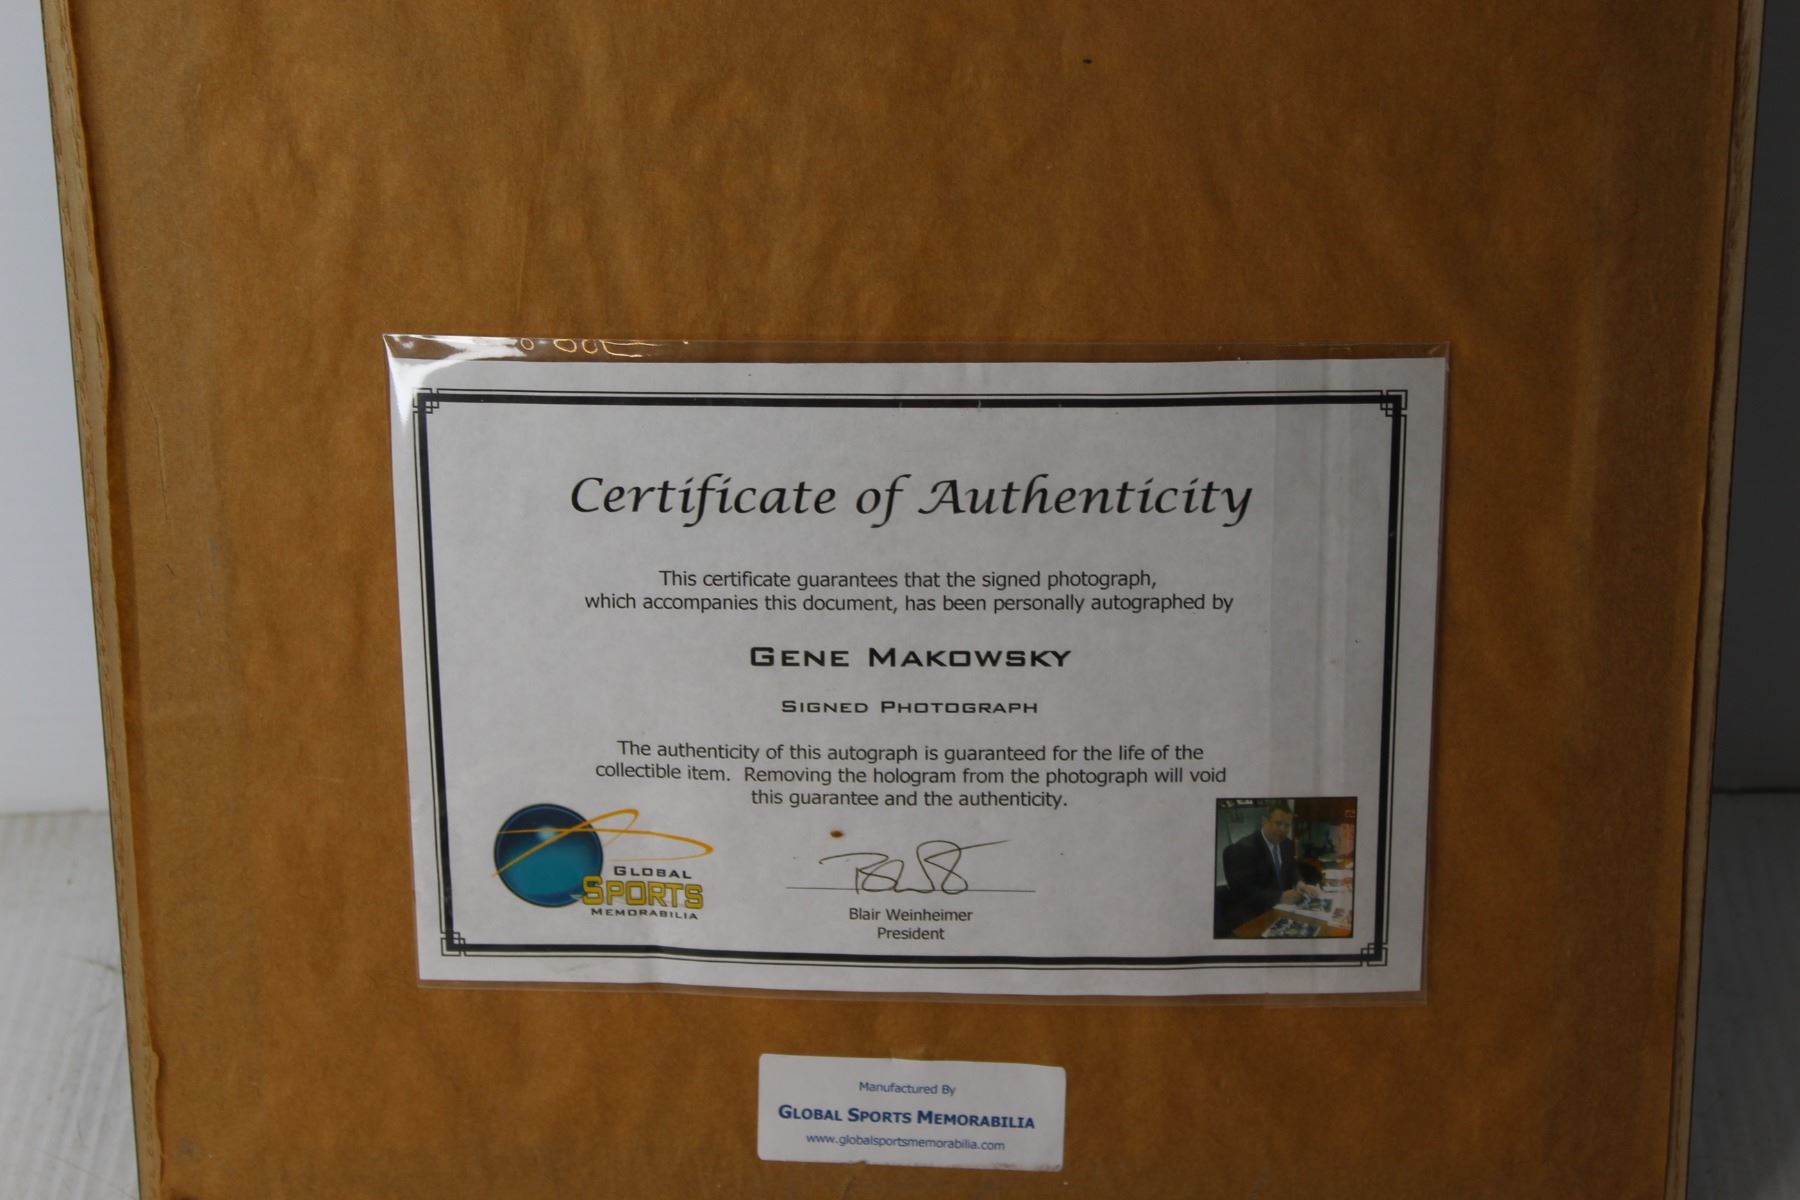 Certificate of Authenticity
This certificate guarantees that the signed photograph,
which accompanies this document, has been personally autographed by
GENE MAKOWSKY
SIGNED PHOTOGRAPH
The authenticity of this autograph is guaranteed for the life of the
collectible item. Removing the hologram from the photograph will void
this guarantee and the authenticity.
GLOBAL
SPORTS
MEMORABILIA
Blair Weinheimer
President
Manufactured By
GLOBAL SPORTS MEMORABILIA
www.globalsportsmemorabilia.com